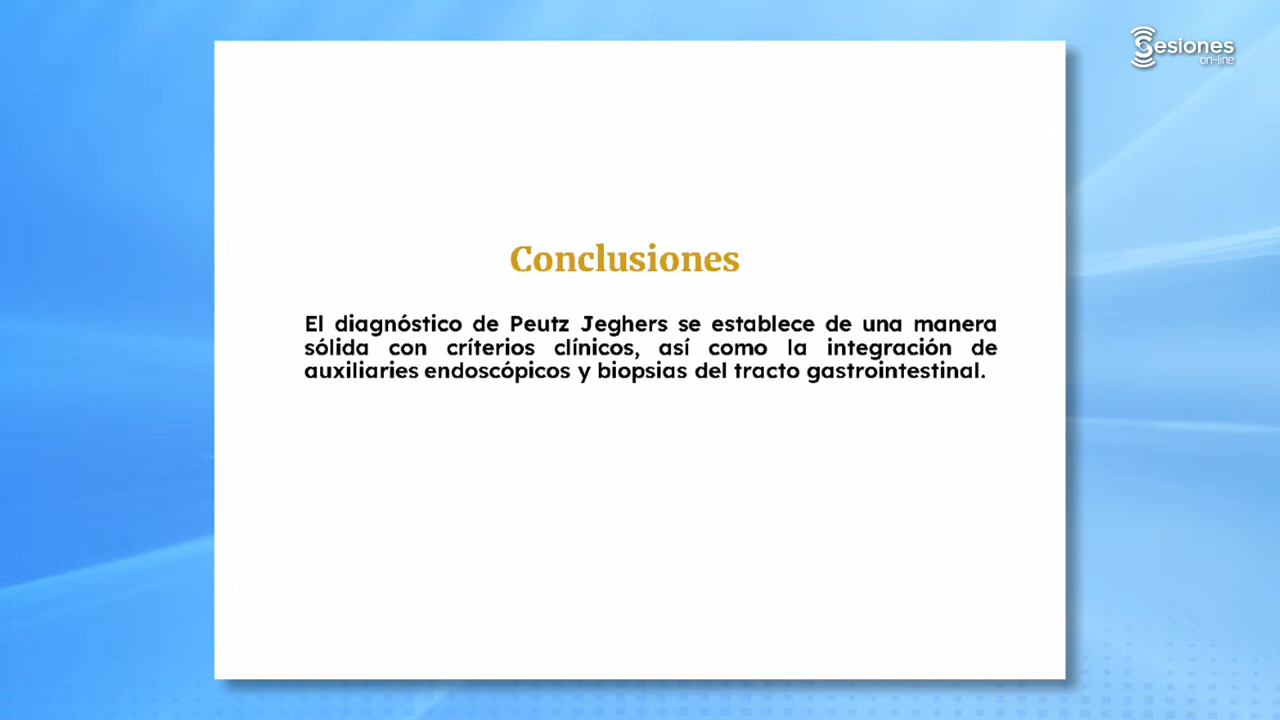 Sesiones
on-line
Conclusiones
El diagnóstico de Peutz Jeghers se establece de una manera
sólida con críterios clínicos, así como la integración de
auxiliaries endoscópicos y biopsias del tracto gastrointestinal.